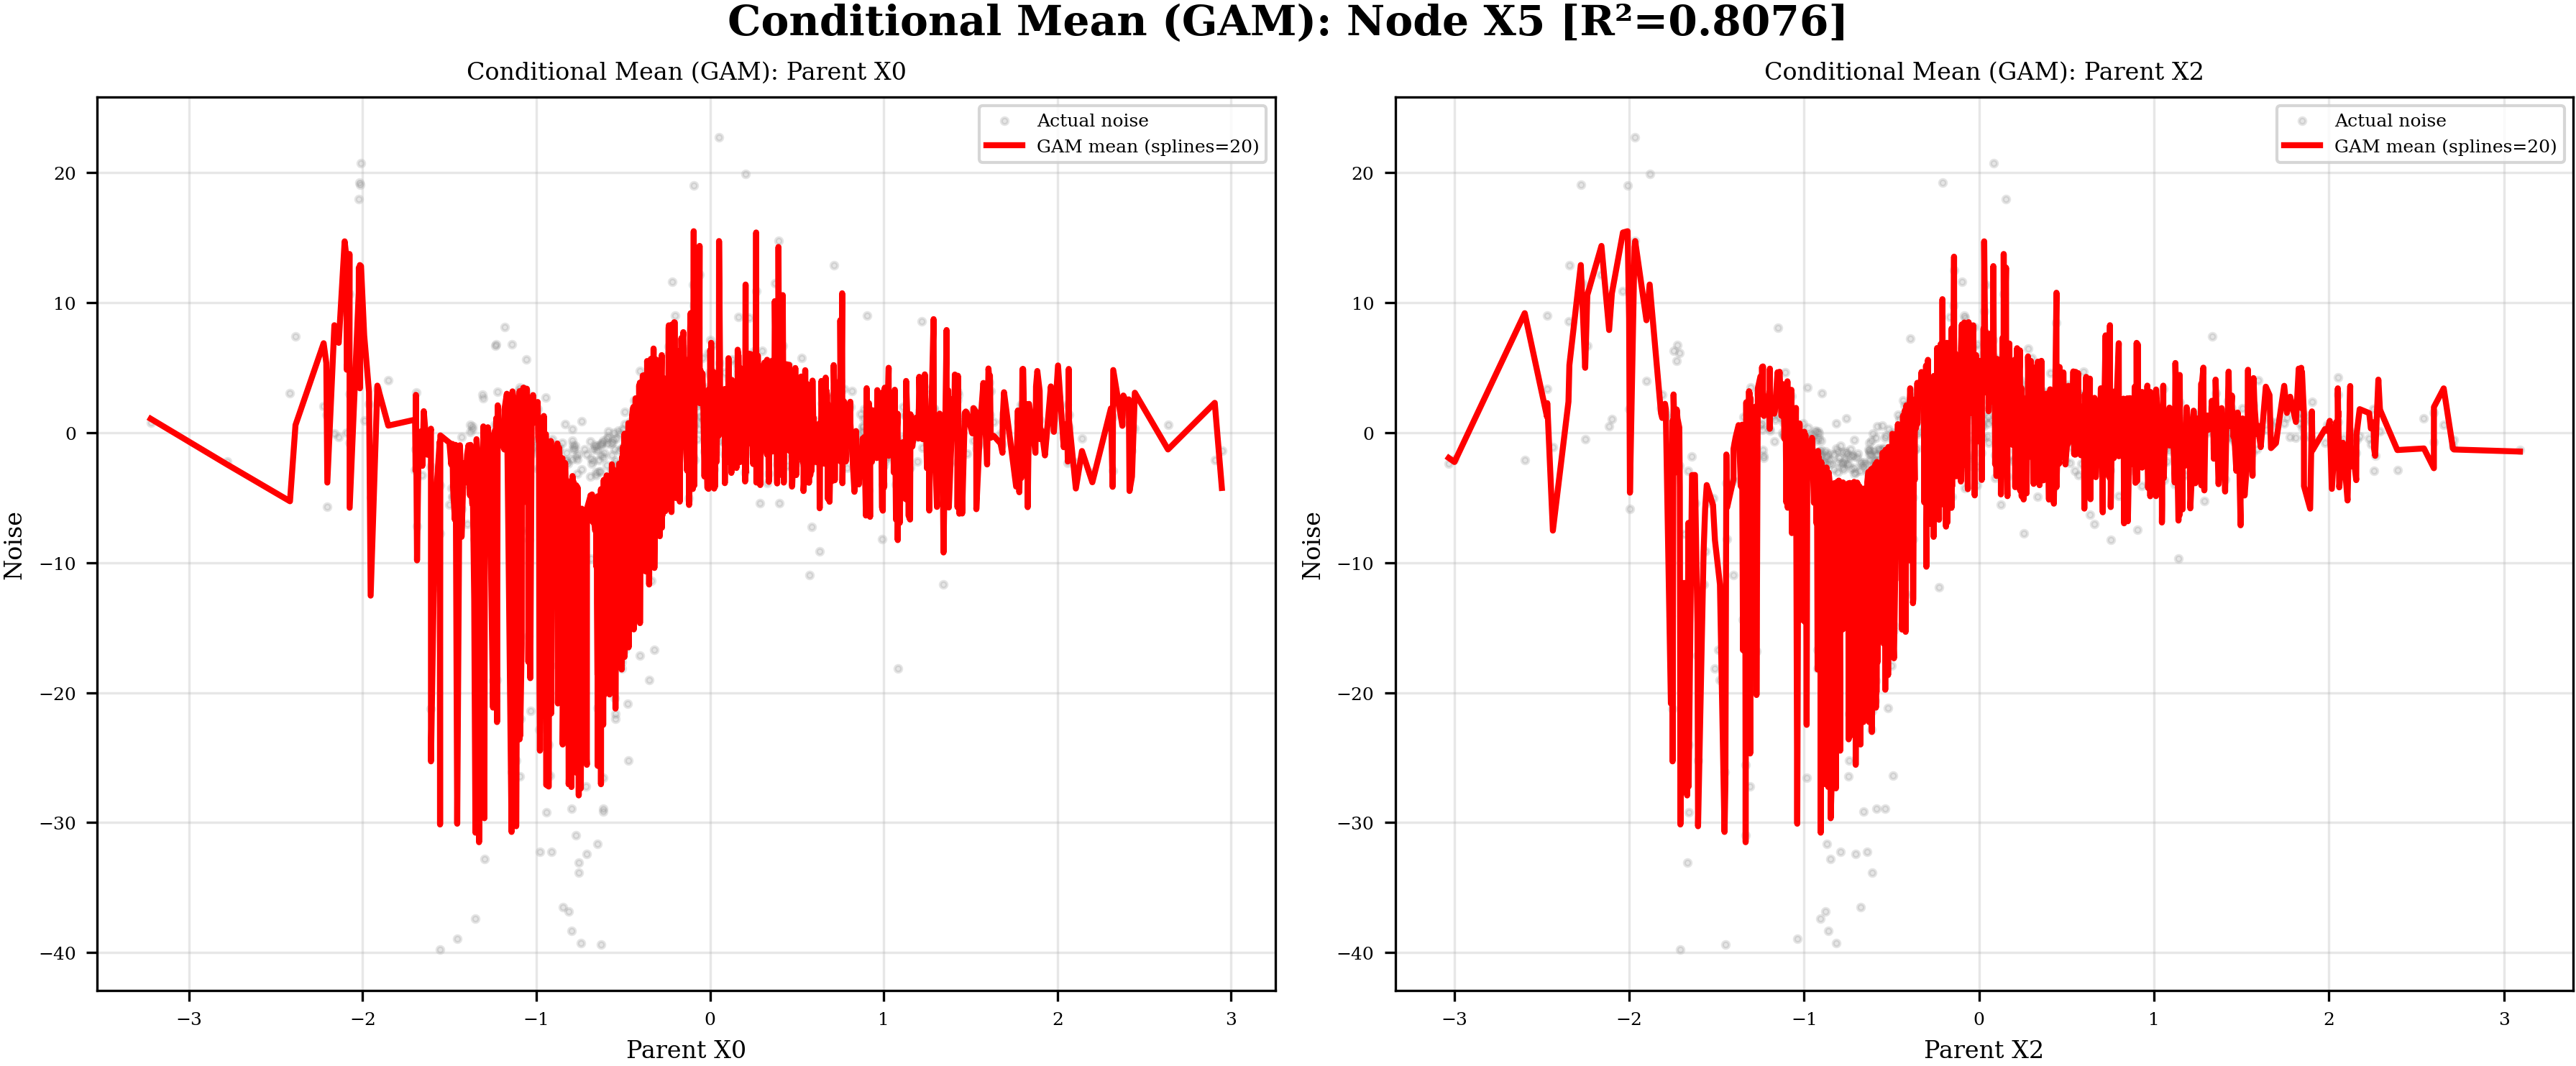 Conditional Mean (GAM): Node X5 [R²=0.8076]
Conditional Mean (GAM): Parent X0
Actual noise
GAM mean (splines=20)
Noise
20
10
0
−10
−20
−30
−40
−3
−2
−1
0
1
2
3
Parent X0
Conditional Mean (GAM): Parent X2
Actual noise
GAM mean (splines=20)
Noise
20
10
0
−10
−20
−30
−40
−3
−2
−1
0
1
2
3
Parent X2